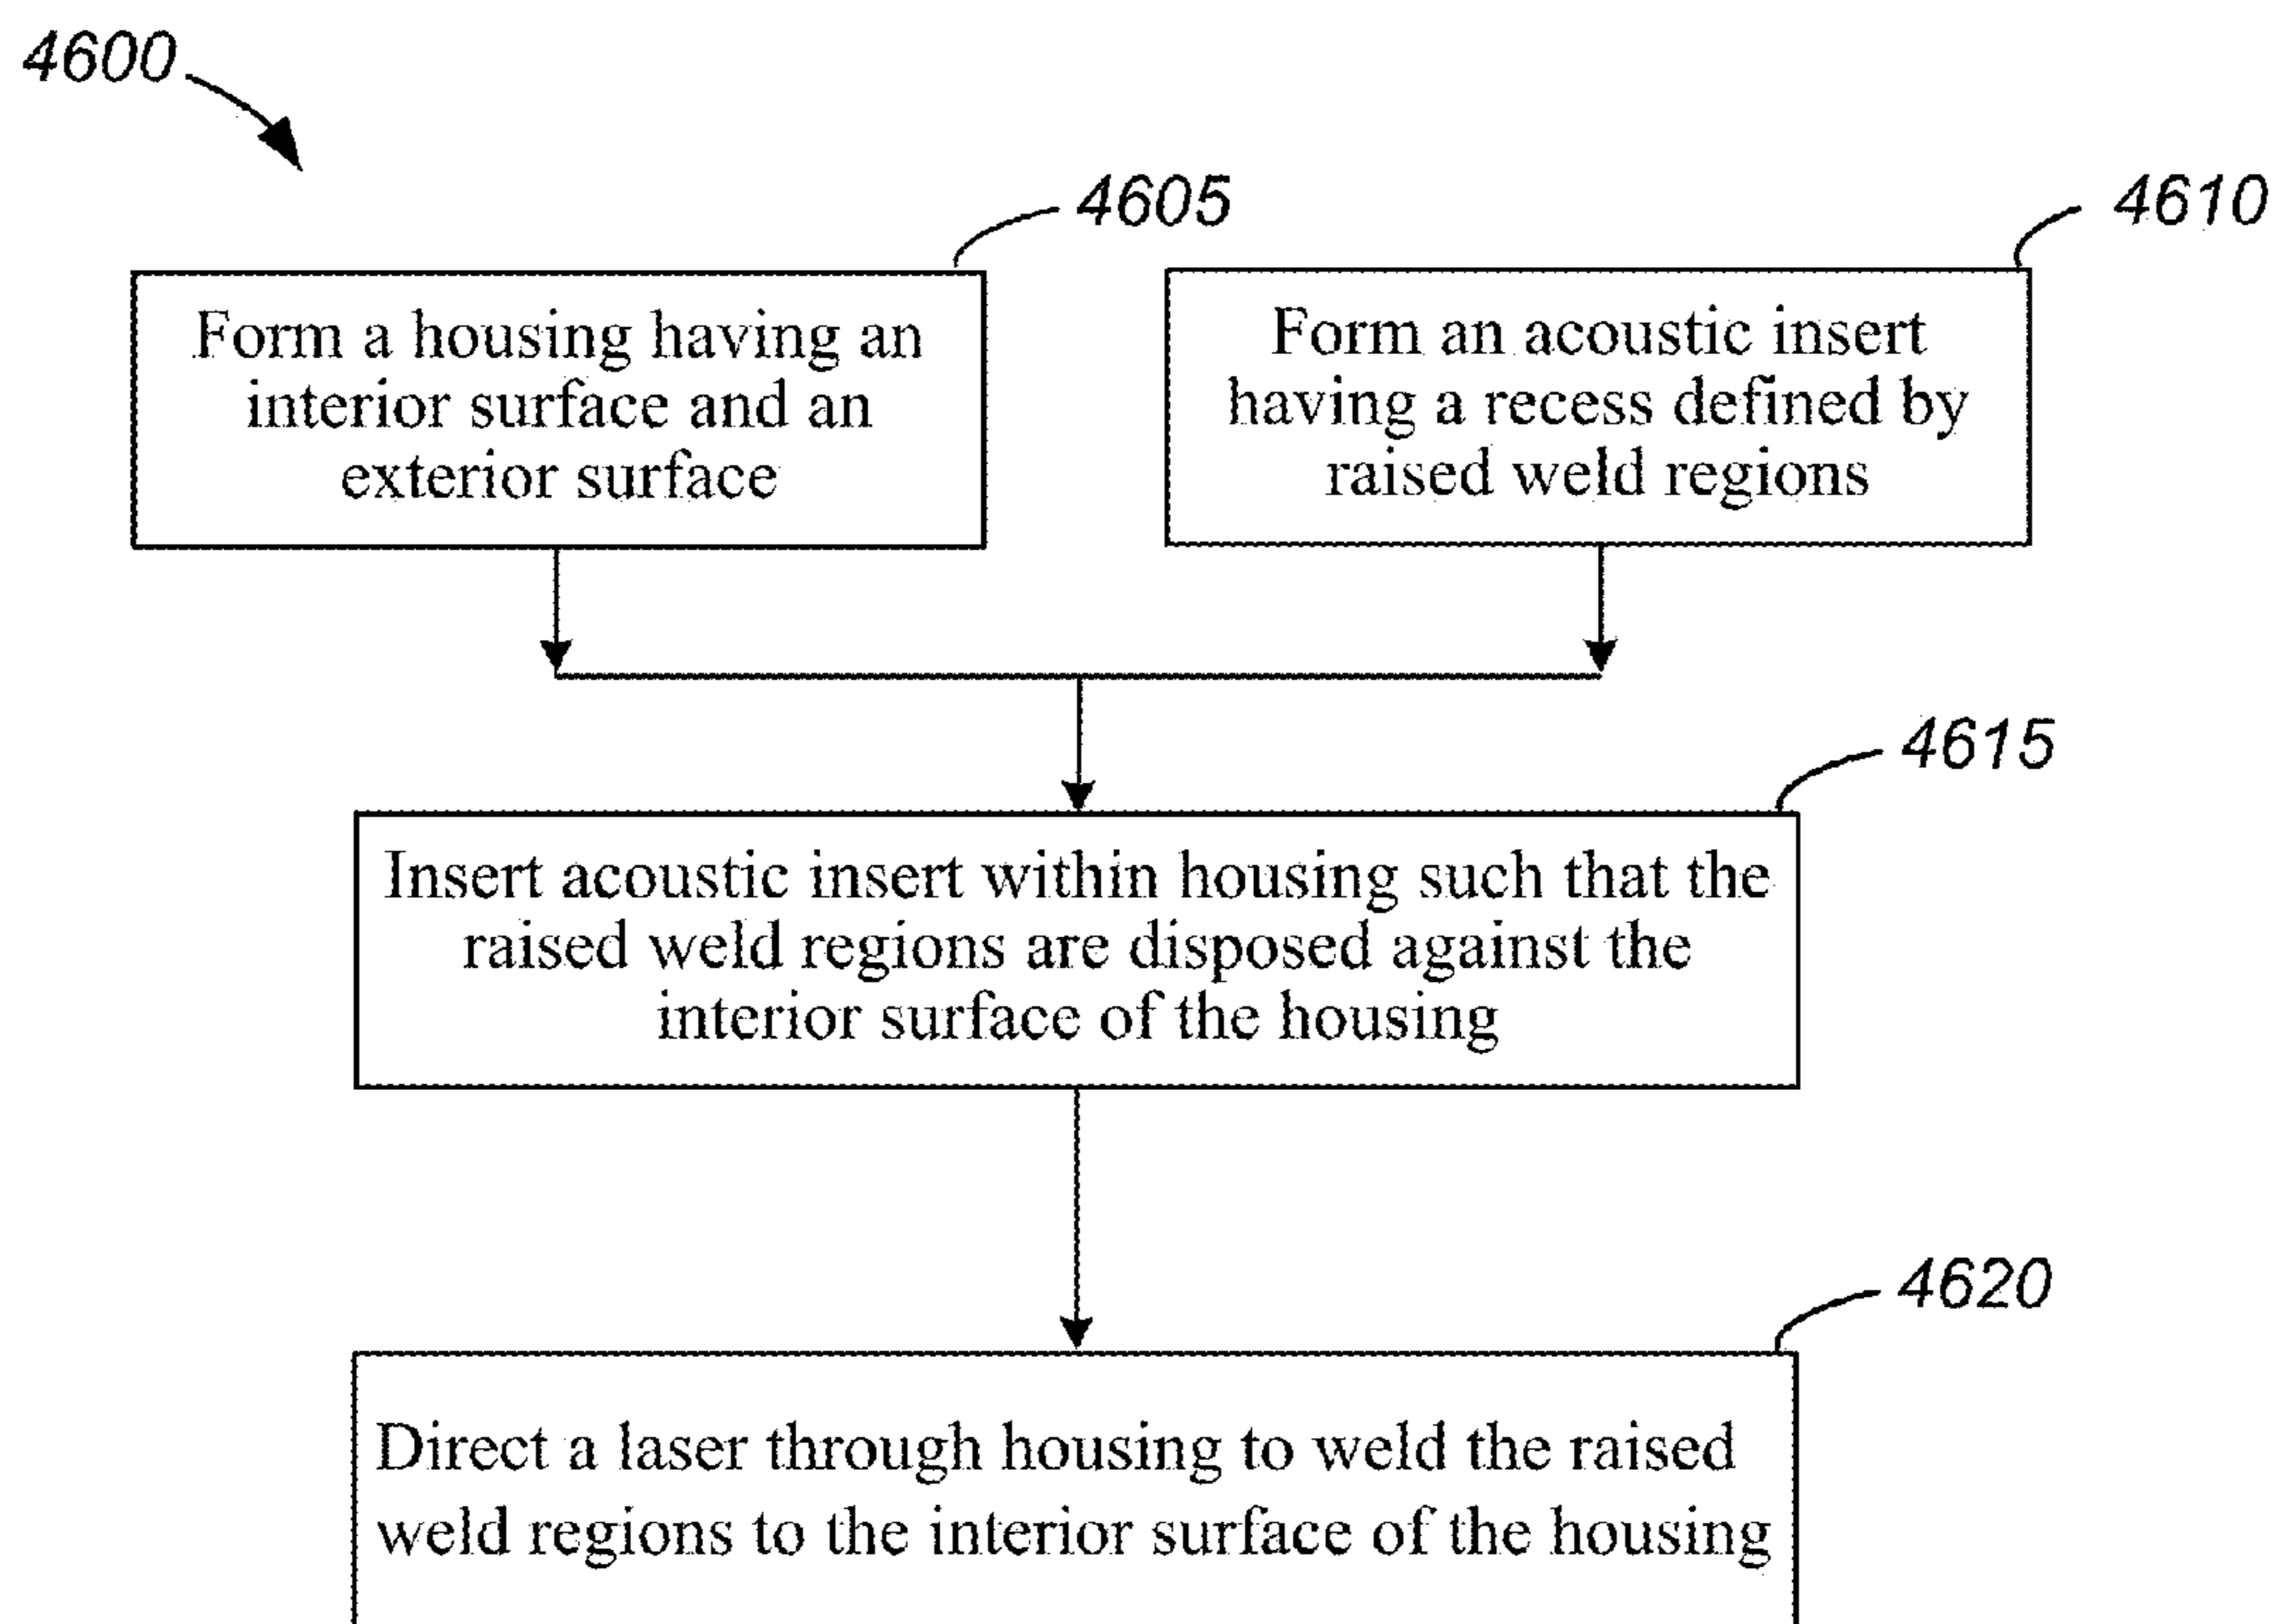 4600
4605
4610
Form a housing having an
interior surface and an
exterior surface
Form an acoustic insert
having a recess defined by
raised weld regions
4615
Insert acoustic insert within housing such that the
raised weld regions are disposed against the
interior surface of the housing
4620
Direct a laser through housing to weld the raised
weld regions to the interior surface of the housing